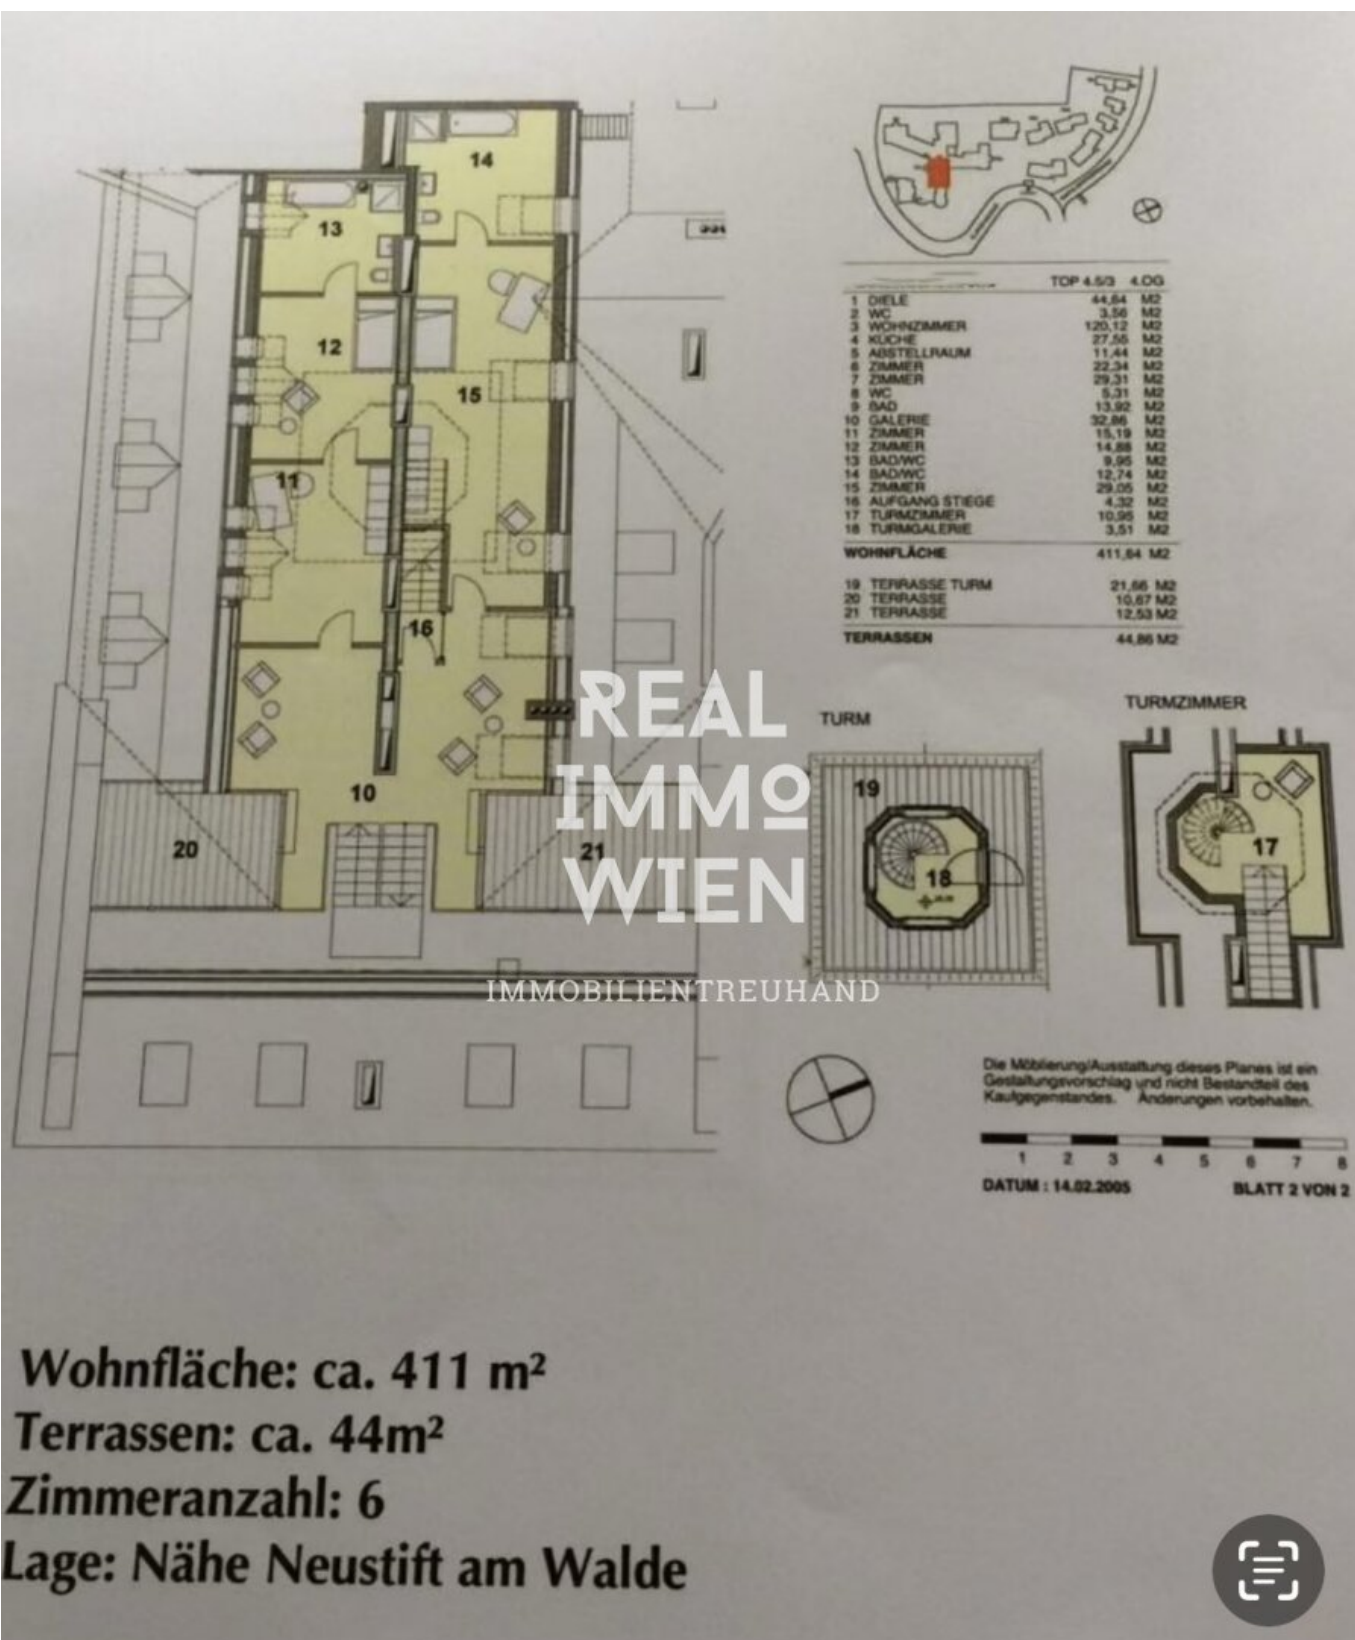 14
13
12
15
11
16
10
20
21
TOP 4.5/3 4.OG
1 DIELE 44,64 M2
2 WC 3,56 M2
3 WOHNZIMMER 120,12 M2
4 KÜCHE 27,55 M2
5 ABSTELLRAUM 11,44 M2
6 ZIMMER 22,34 M2
7 ZIMMER 29,31 M2
8 WC 5,31 M2
9 BAD 13,92 M2
10 GALERIE 32,86 M2
11 ZIMMER 15,19 M2
12 ZIMMER 14,88 M2
13 BAD/WC 9,95 M2
14 BAD/WC 12,74 M2
15 ZIMMER 29,05 M2
16 AUFGANG STIEGE 4,32 M2
17 TURMZIMMER 10,95 M2
18 TURMGALERIE 3,51 M2
WOHNFLÄCHE 411,64 M2
19 TERRASSE TURM 21,66 M2
20 TERRASSE 10,67 M2
21 TERRASSE 12,53 M2
TERRASSEN 44,86 M2
REAL
IMMO
WIEN
IMMOBILIENTREUHAND
TURM
19
18
TURMZIMMER
17
Die Möblierung/Ausstattung dieses Planes ist ein
Gestaltungsvorschlag und nicht Bestandteil des
Kaufgegenstandes. Änderungen vorbehalten.
1 2 3 4 5 6 7 8
DATUM : 14.02.2005 BLATT 2 VON 2
Wohnfläche: ca. 411 m²
Terrassen: ca. 44m²
Zimmeranzahl: 6
Lage: Nähe Neustift am Walde